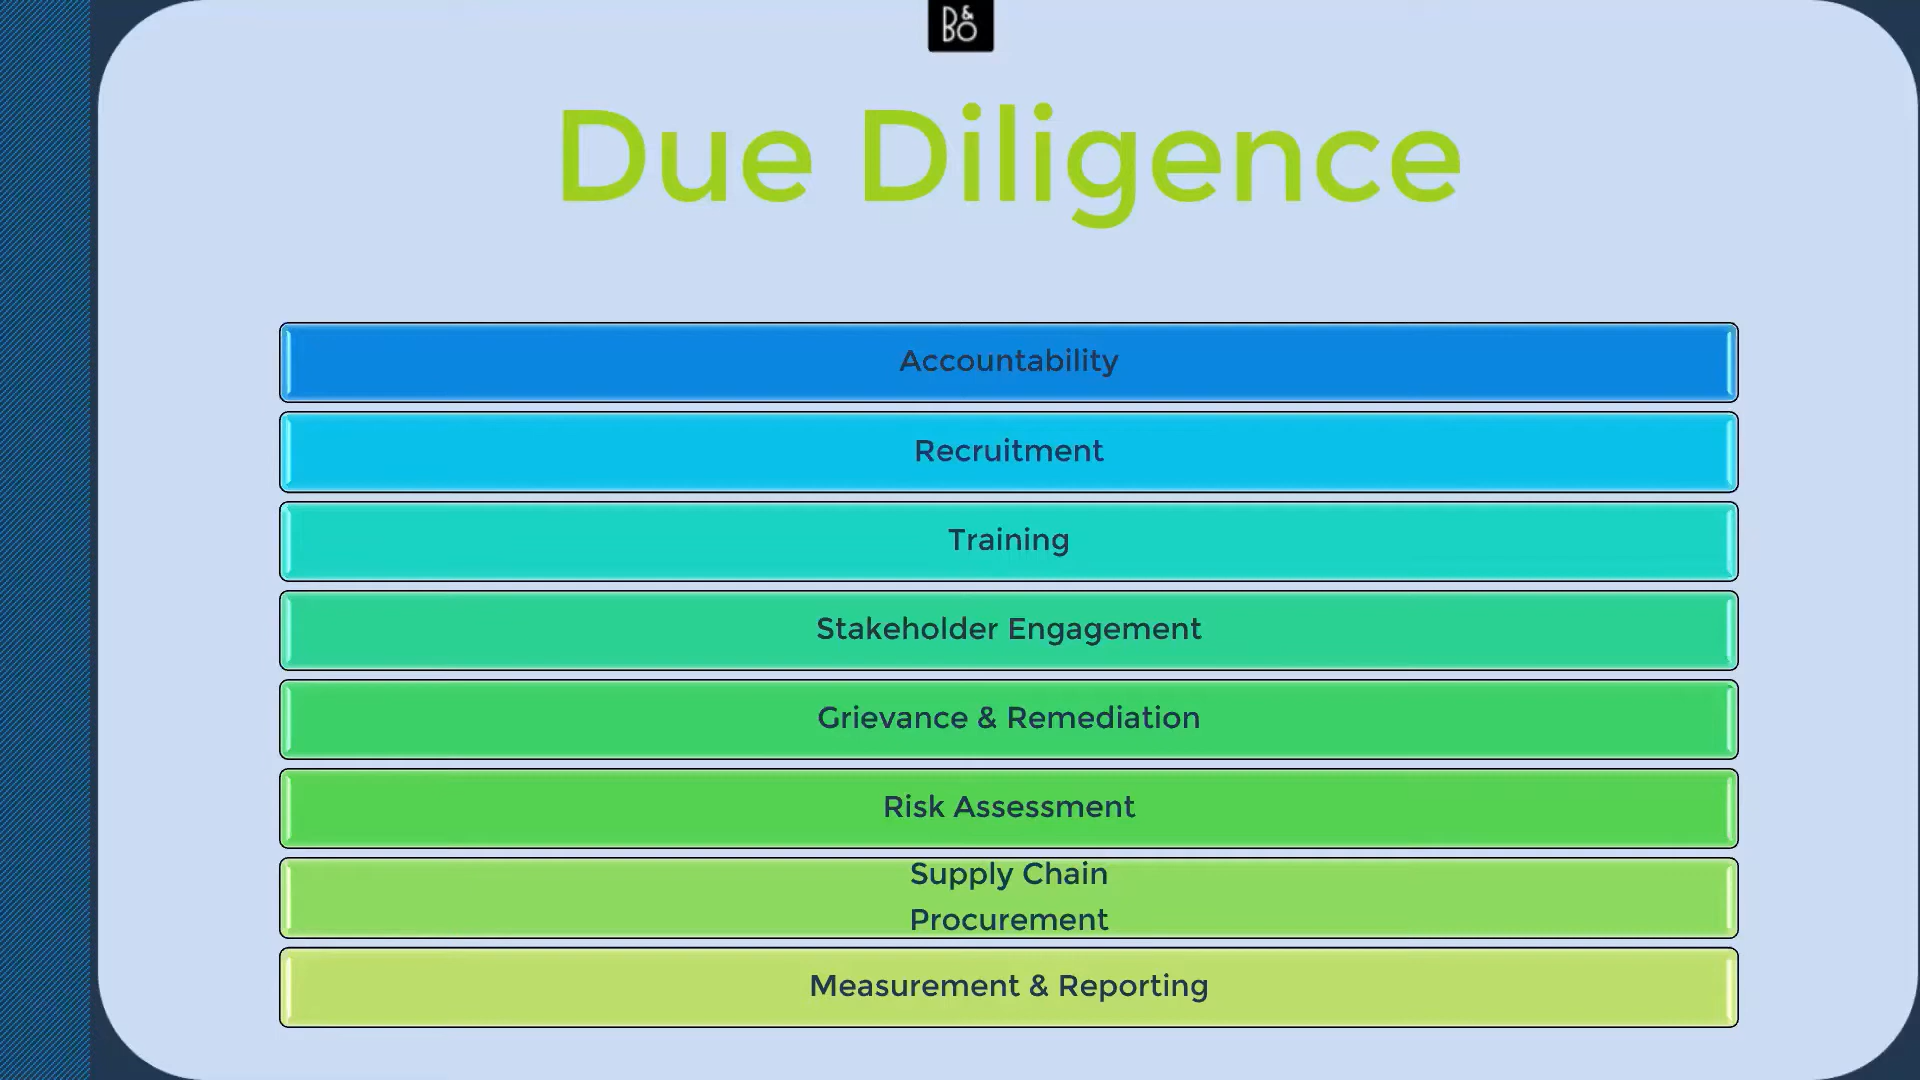 B&O
Due Diligence
Accountability
Recruitment
Training
Stakeholder Engagement
Grievance & Remediation
Risk Assessment
Supply Chain
Procurement
Measurement & Reporting